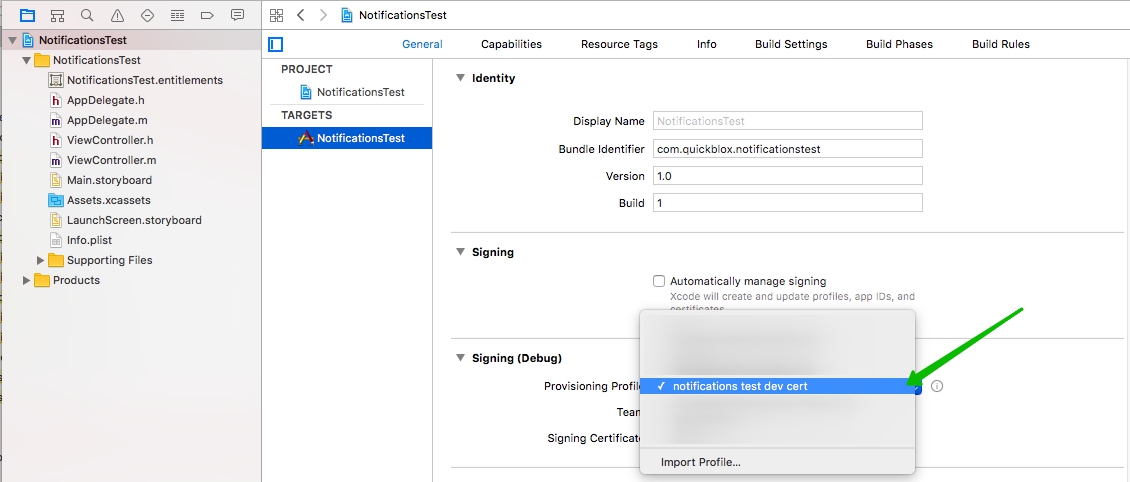 NotificationsTest
NotificationsTest
NotificationsTest
NotificationsTest.entitlements
h AppDelegate.h
m AppDelegate.m
h ViewController.h
m ViewController.m
Main.storyboard
Assets.xcassets
LaunchScreen.storyboard
Info.plist
Supporting Files
Products
General Capabilities Resource Tags Info Build Settings Build Phases Build Rules
PROJECT
NotificationsTest
TARGETS
NotificationsTest
Identity
Display Name NotificationsTest
Bundle Identifier com.quickblox.notificationstest
Version 1.0
Build 1
Signing
Automatically manage signing
Xcode will create and update profiles, app IDs, and
certificates
Signing (Debug)
Provisioning Profile
notifications test dev cert
Team
Signing Certificate
Import Profile...